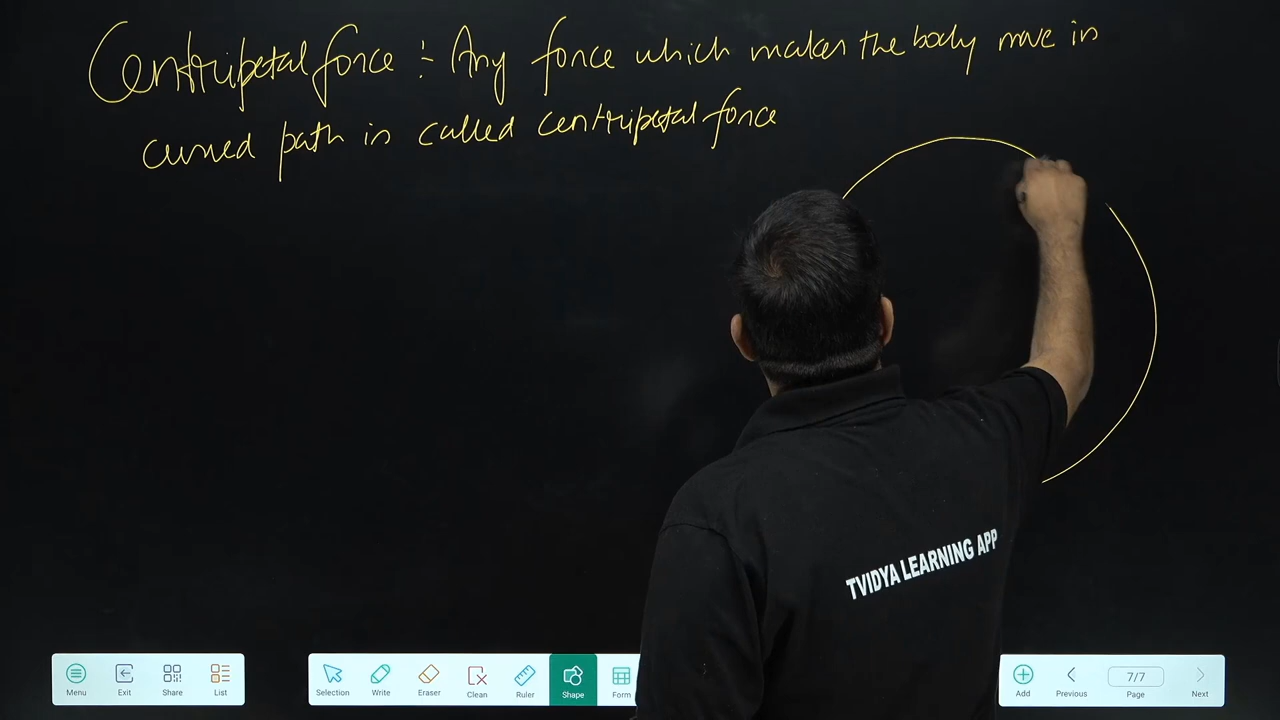 Centripetal force :- Any force which makes the body move in
curved path is called centripetal force
TVIDYA LEARNING APP
Menu Exit Share List Selection Write Eraser Clean Ruler Shape Form Add Previous 7/7 Page Next